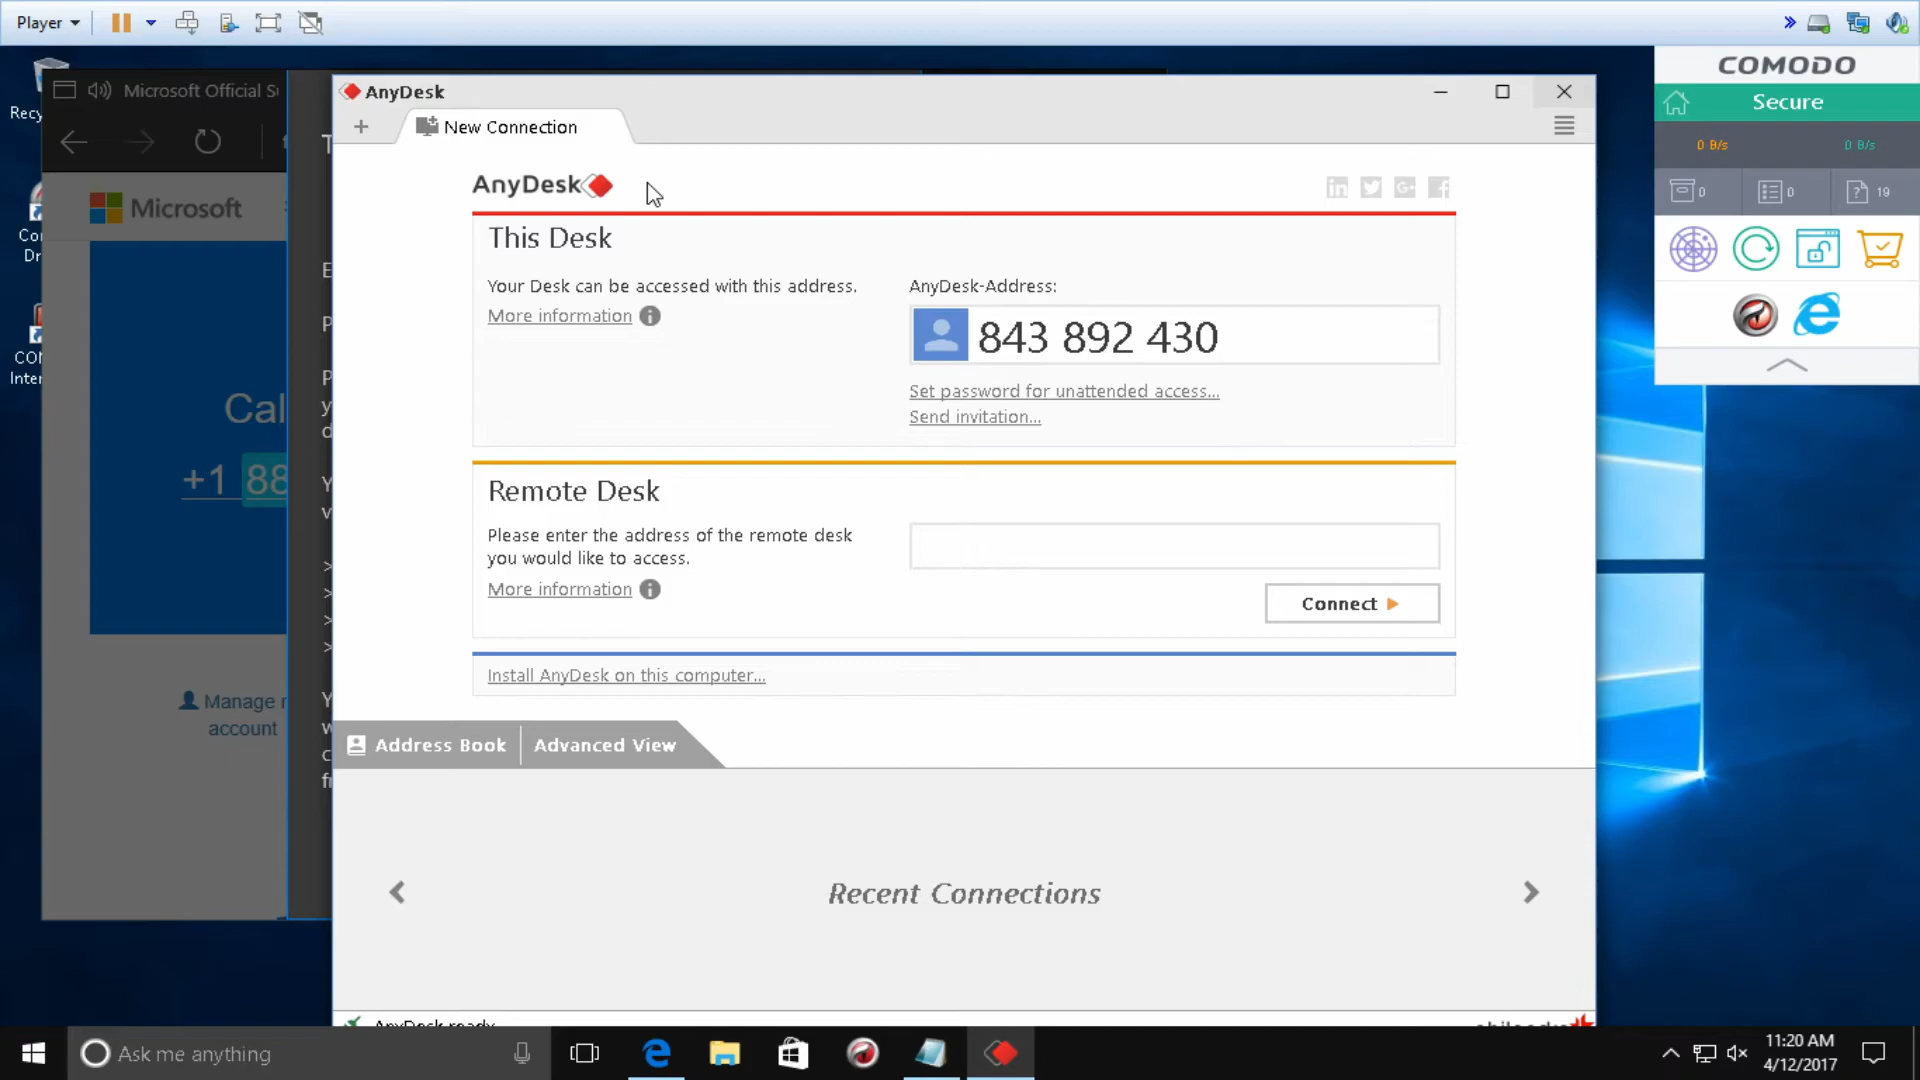 Player
Microsoft Official Su
COMODO
Secure
0 B/s
0 B/s
0
0
19
Recy
Microsoft
Cal
+1 88
Manage
account
AnyDesk
New Connection
AnyDesk
This Desk
Your Desk can be accessed with this address.
More information
AnyDesk-Address:
843 892 430
Set password for unattended access...
Send invitation...
Remote Desk
Please enter the address of the remote desk
you would like to access.
More information
Connect
Install AnyDesk on this computer...
Address Book
Advanced View
Recent Connections
AnyDesk ready
Ask me anything
11:20 AM
4/12/2017